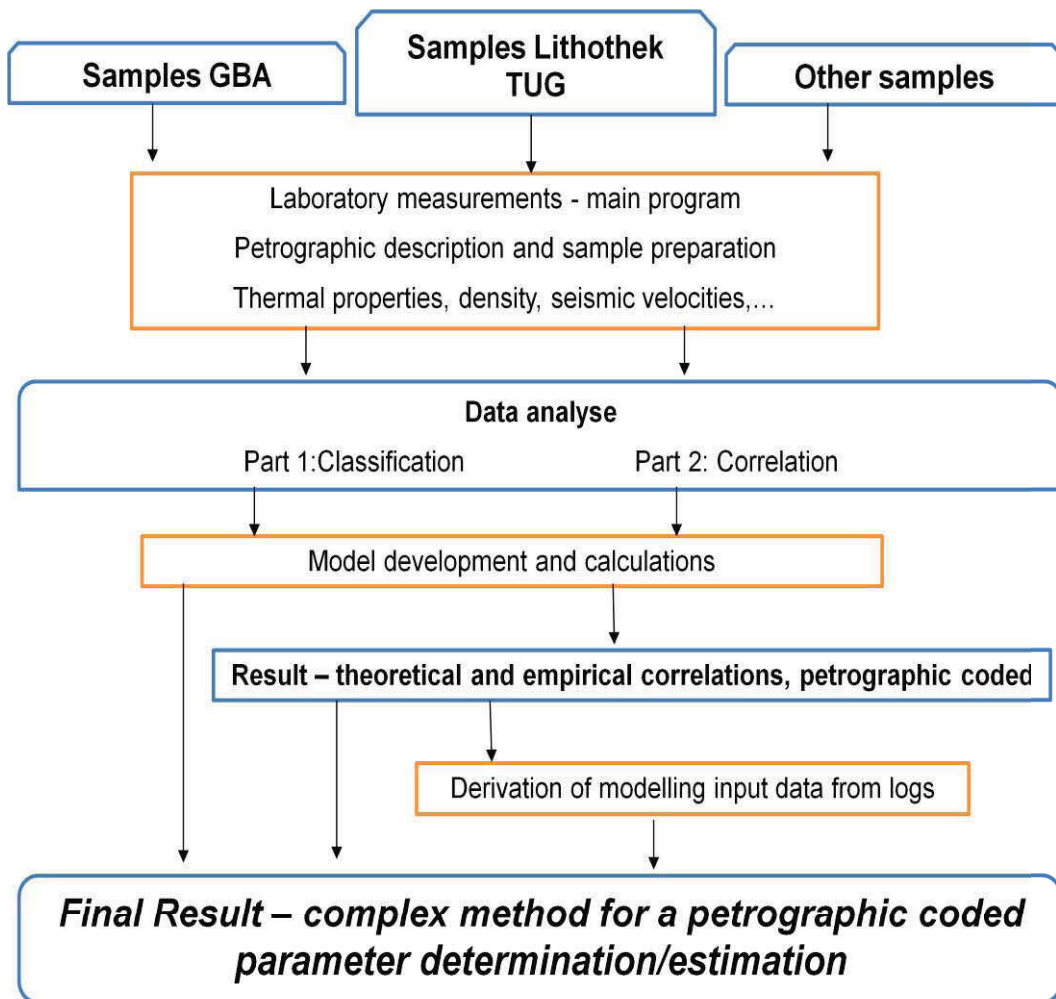 Samples GBA
Samples Lithothek
TUG
Other samples
Laboratory measurements - main program
Petrographic description and sample preparation
Thermal properties, density, seismic velocities,…
Data analyse
Part 1:Classification
Part 2: Correlation
Model development and calculations
Result – theoretical and empirical correlations, petrographic coded
Derivation of modelling input data from logs
Final Result – complex method for a petrographic coded
parameter determination/estimation